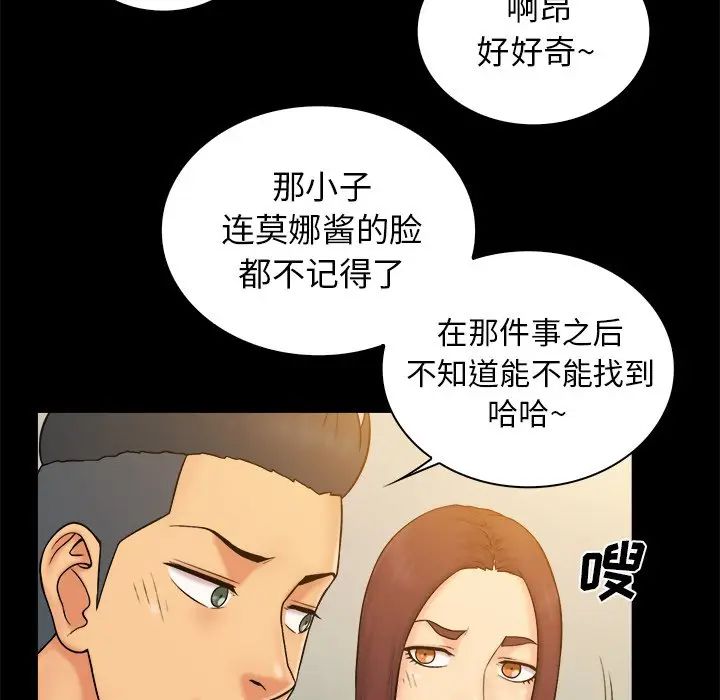 啊昂
好好奇~
那小子
连莫娜酱的脸
都不记得了
在那件事之后
不知道能不能找到
哈哈~
嗖